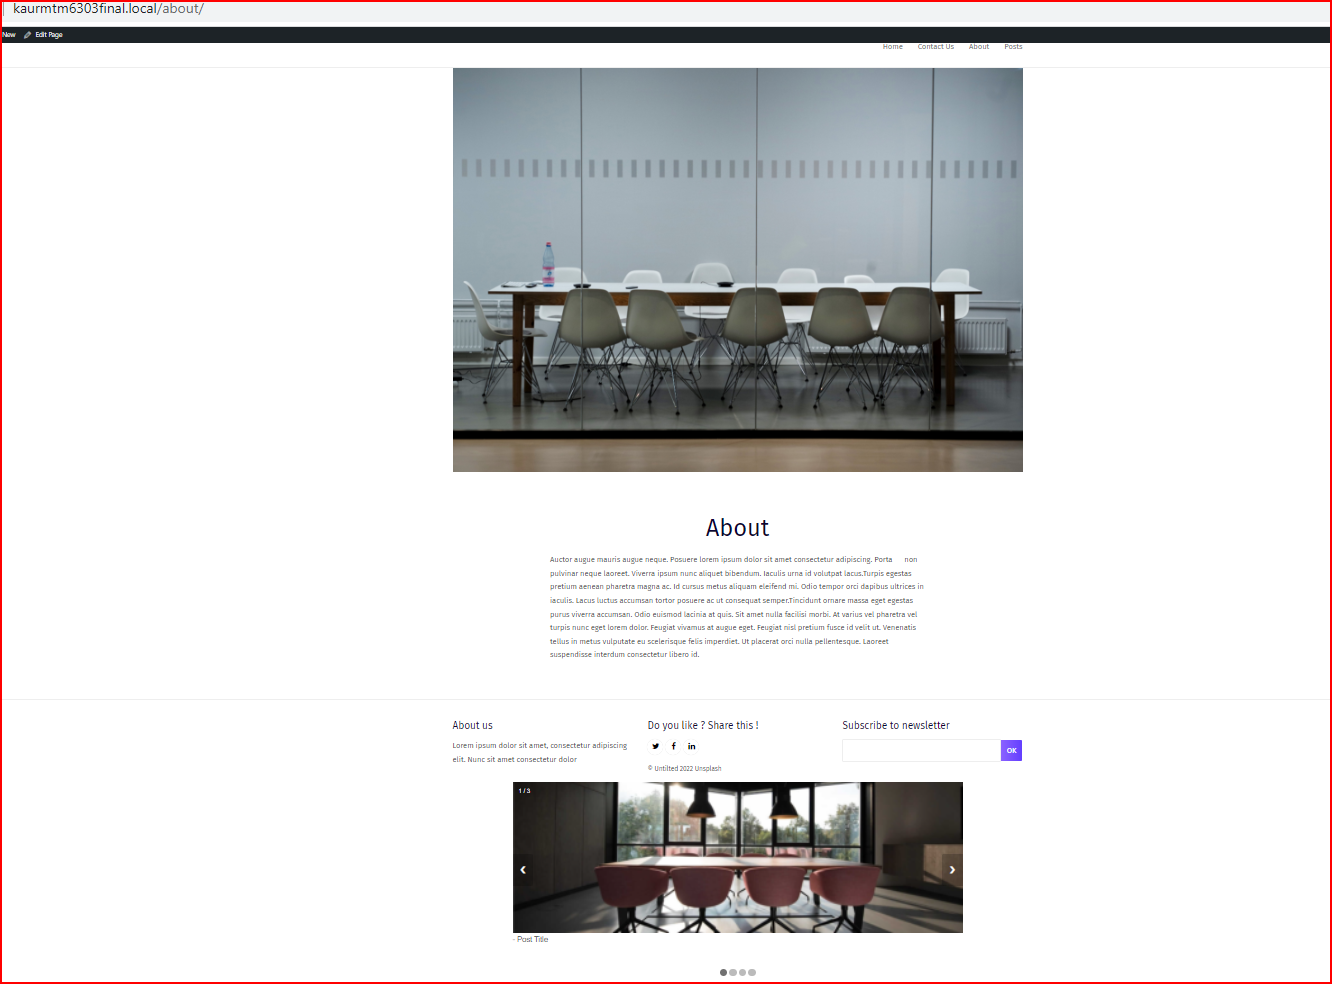 kaurmtm6303final.local/about/
New Edit Page
Home Contact Us About Posts
About
Auctor augue mauris augue neque. Posuere lorem ipsum dolor sit amet consectetur adipiscing. Porta non
pulvinar neque laoreet. Viverra ipsum nunc aliquet bibendum. Iaculis urna id volutpat lacus.Turpis egestas
pretium aenean pharetra magna ac. Id cursus metus aliquam eleifend mi. Odio tempor orci dapibus ultrices in
iaculis. Lacus luctus accumsan tortor posuere ac ut consequat semper.Tincidunt ornare massa eget egestas
purus viverra accumsan. Odio euismod lacinia at quis. Sit amet nulla facilisi morbi. At varius vel pharetra vel
turpis nunc eget lorem dolor. Feugiat vivamus at augue eget. Feugiat nisl pretium fusce id velit ut. Venenatis
tellus in metus vulputate eu scelerisque felis imperdiet. Ut placerat orci nulla pellentesque. Laoreet
suspendisse interdum consectetur libero id.
About us
Lorem ipsum dolor sit amet, consectetur adipiscing
elit. Nunc sit amet consectetur dolor
Do you like ? Share this !
© Untilted 2022 Unsplash
Subscribe to newsletter
OK
1 / 3
- Post Title